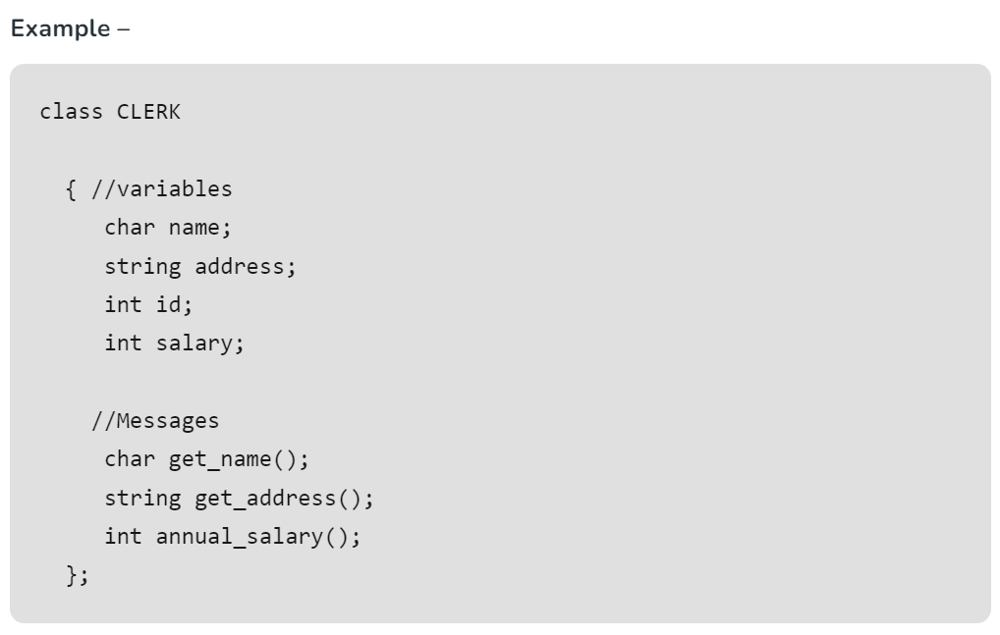 Example –
class CLERK
{ //variables
char name;
string address;
int id;
int salary;
//Messages
char get_name();
string get_address();
int annual_salary();
};